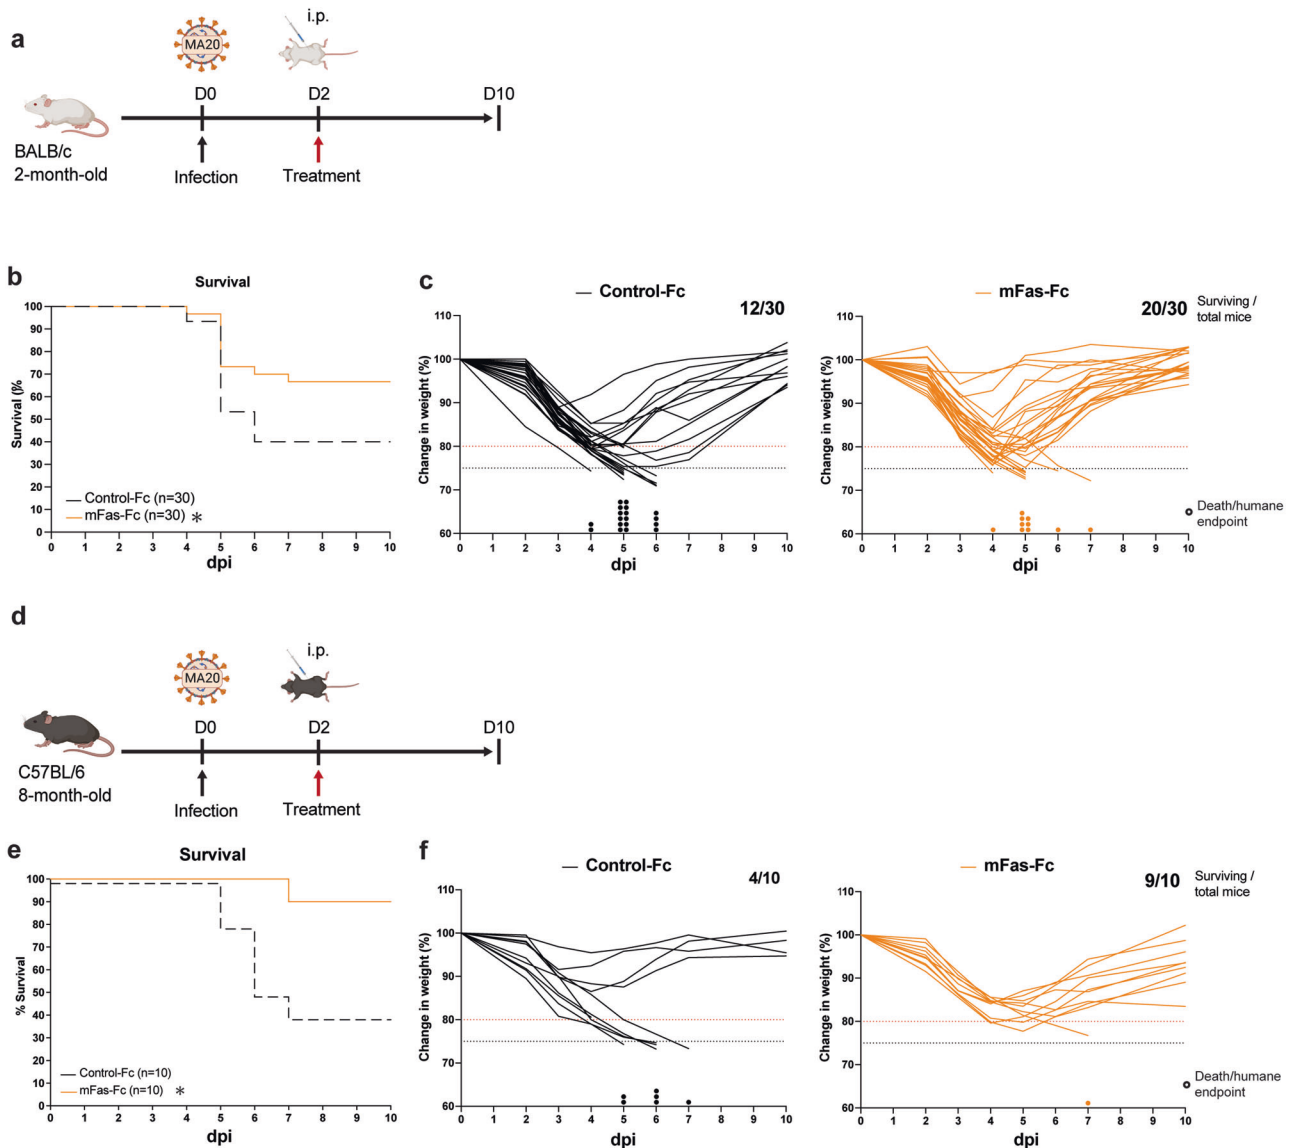 a
i.p.
MA20
D0
D2
D10
BALB/c
2-month-old
Infection
Treatment
b
Survival
Survival (%
100
90
80
70
60
50
40
30
20
10
0
Control-Fc (n=30)
mFas-Fc (n=30) *
0 1 2 3 4 5 6 7 8 9 10
dpi
c
Control-Fc
12/30
Change in weight (%)
110
100
90
80
70
60
0 1 2 3 4 5 6 7 8 9 10
dpi
mFas-Fc
20/30
Surviving /
total mice
Change in weight (%)
110
100
90
80
70
60
0 1 2 3 4 5 6 7 8 9 10
dpi
Death/humane
endpoint
d
i.p.
MA20
D0
D2
D10
C57BL/6
8-month-old
Infection
Treatment
e
Survival
% Survival
100
90
80
70
60
50
40
30
20
10
0
Control-Fc (n=10)
mFas-Fc (n=10) *
0 1 2 3 4 5 6 7 8 9 10
dpi
f
Control-Fc
4/10
Change in weight (%)
110
100
90
80
70
60
0 1 2 3 4 5 6 7 8 9 10
dpi
mFas-Fc
9/10
Surviving /
total mice
Change in weight (%)
110
100
90
80
70
60
0 1 2 3 4 5 6 7 8 9 10
dpi
Death/humane
endpoint